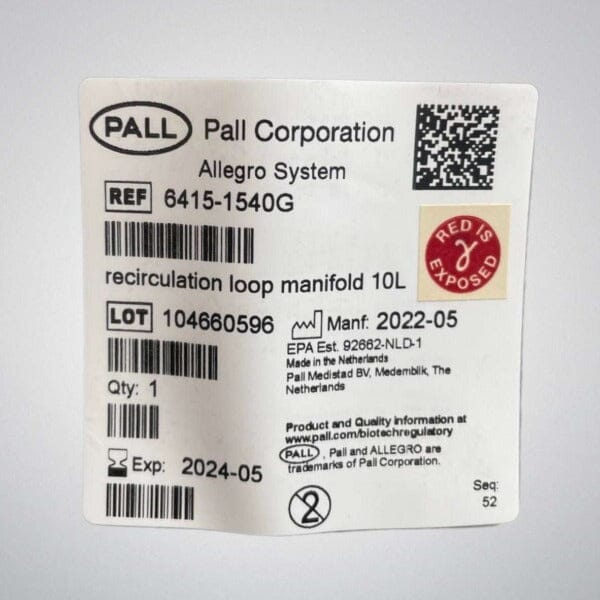 PALL Pall Corporation
Allegro System
REF 6415-1540G
RED IS
γ
EXPOSED
recirculation loop manifold 10L
LOT 104660596
Manf: 2022-05
EPA Est. 92662-NLD-1
Made in the Netherlands
Pall Medistad BV, Medemblik, The
Netherlands
Qty: 1
Product and Quality information at
www.pall.com/biotechregulatory
PALL , Pall and ALLEGRO are
trademarks of Pall Corporation.
Exp: 2024-05
2
Seq:
52